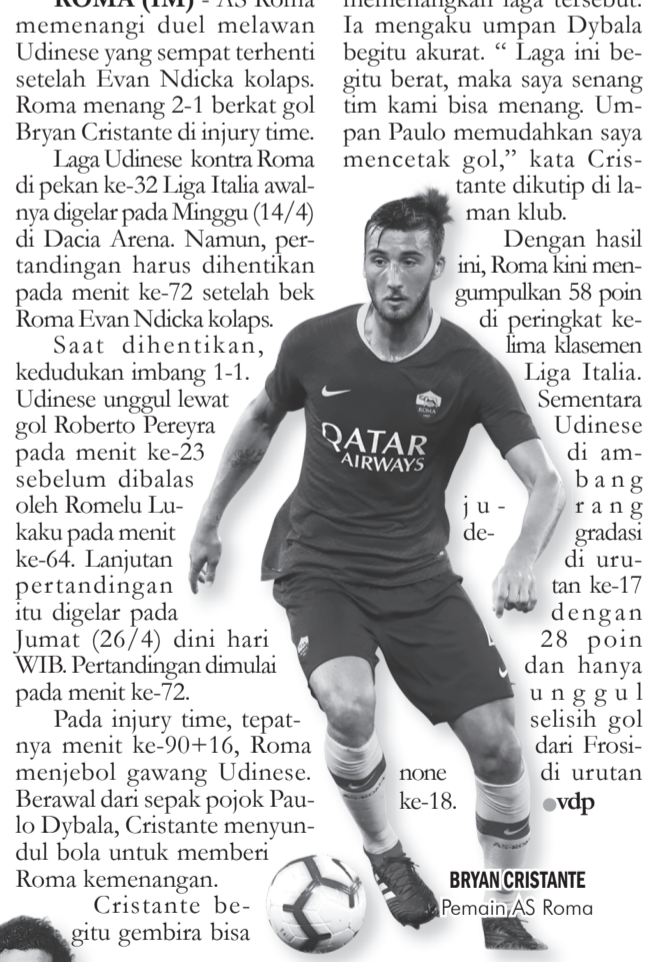 ROMA (IM) - AS Roma
memenangi duel melawan
Udinese yang sempat terhenti
setelah Evan Ndicka kolaps.
Roma menang 2-1 berkat gol
Bryan Cristante di injury time.
Laga Udinese kontra Roma
di pekan ke-32 Liga Italia awal-
nya digelar pada Minggu (14/4)
di Dacia Arena. Namun, per-
tandingan harus dihentikan
pada menit ke-72 setelah bek
Roma Evan Ndicka kolaps.
Saat dihentikan,
kedudukan imbang 1-1.
Udinese unggul lewat
gol Roberto Pereyra
pada menit ke-23
sebelum dibalas
oleh Romelu Lu-
kaku pada menit
ke-64. Lanjutan
pertandingan
itu digelar pada
Jumat (26/4) dini hari
WIB. Pertandingan dimulai
pada menit ke-72.
Pada injury time, tepat-
nya menit ke-90+16, Roma
menjebol gawang Udinese.
Berawal dari sepak pojok Pau-
lo Dybala, Cristante menyun-
dul bola untuk memberi
Roma kemenangan.
Cristante be-
gitu gembira bisa
memenangkan laga tersebut.
Ia mengaku umpan Dybala
begitu akurat. “ Laga ini be-
gitu berat, maka saya senang
tim kami bisa menang. Um-
pan Paulo memudahkan saya
mencetak gol,” kata Cris-
tante dikutip di la-
man klub.
Dengan hasil
ini, Roma kini men-
gumpulkan 58 poin
di peringkat ke-
lima klasemen
Liga Italia.
Sementara
Udinese
di am-
bang
ju- rang
de- gradasi
di uru-
tan ke-17
dengan
28 poin
dan hanya
unggul
selisih gol
dari Frosi-
none di urutan
ke-18. ●vdp
ROMA
QATAR
AIRWAYS
BRYAN CRISTANTE
Pemain AS Roma